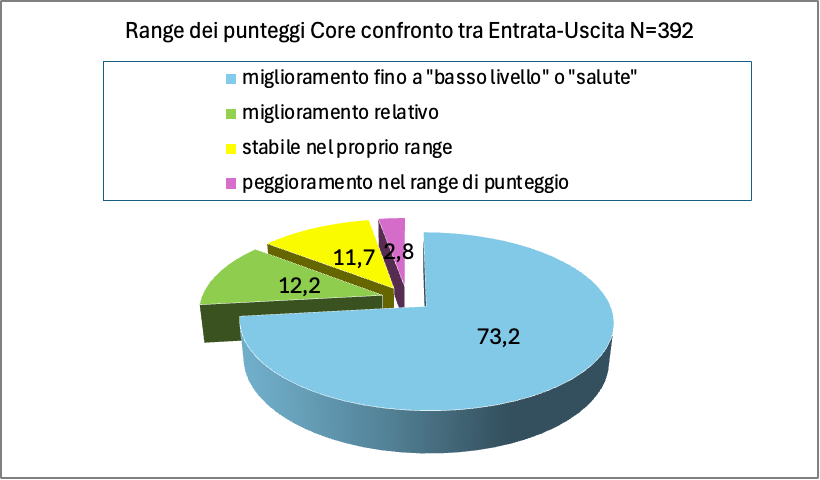 Range dei punteggi Core confronto tra Entrata-Uscita N=392
miglioramento fino a "basso livello" o "salute"
miglioramento relativo
stabile nel proprio range
peggioramento nel range di punteggio
2,8
11,7
12,2
73,2